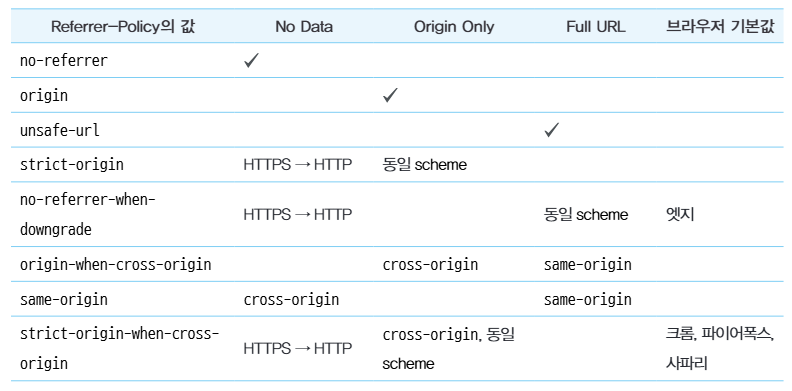 Referrer-Policy의 값 No Data Origin Only Full URL 브라우저 기본값
no-referrer ✓
origin ✓
unsafe-url ✓
strict-origin HTTPS → HTTP 동일 scheme
no-referrer-when-
downgrade HTTPS → HTTP 동일 scheme 엣지
origin-when-cross-origin cross-origin same-origin
same-origin cross-origin same-origin
strict-origin-when-cross-
origin HTTPS → HTTP cross-origin, 동일
scheme 크롬, 파이어폭스,
사파리